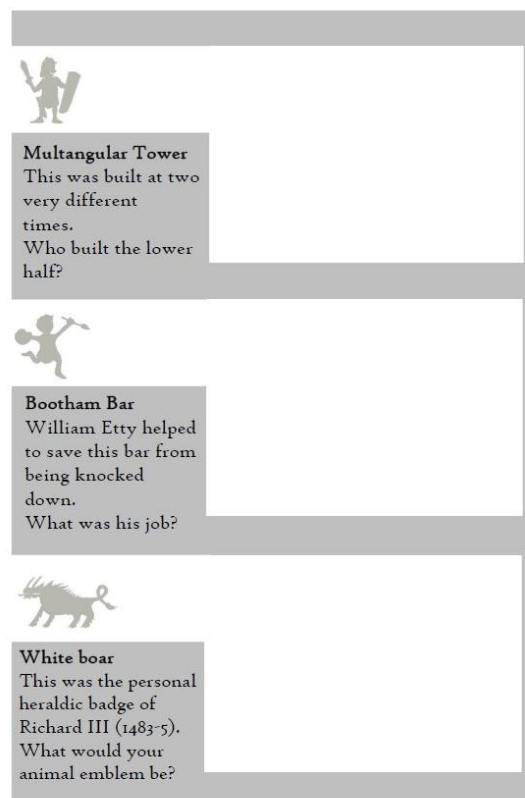 Multangular Tower
This was built at two
very different
times.
Who built the lower
half?
Bootham Bar
William Etty helped
to save this bar from
being knocked
down.
What was his job?
White boar
This was the personal
heraldic badge of
Richard III (1483-5).
What would your
animal emblem be?